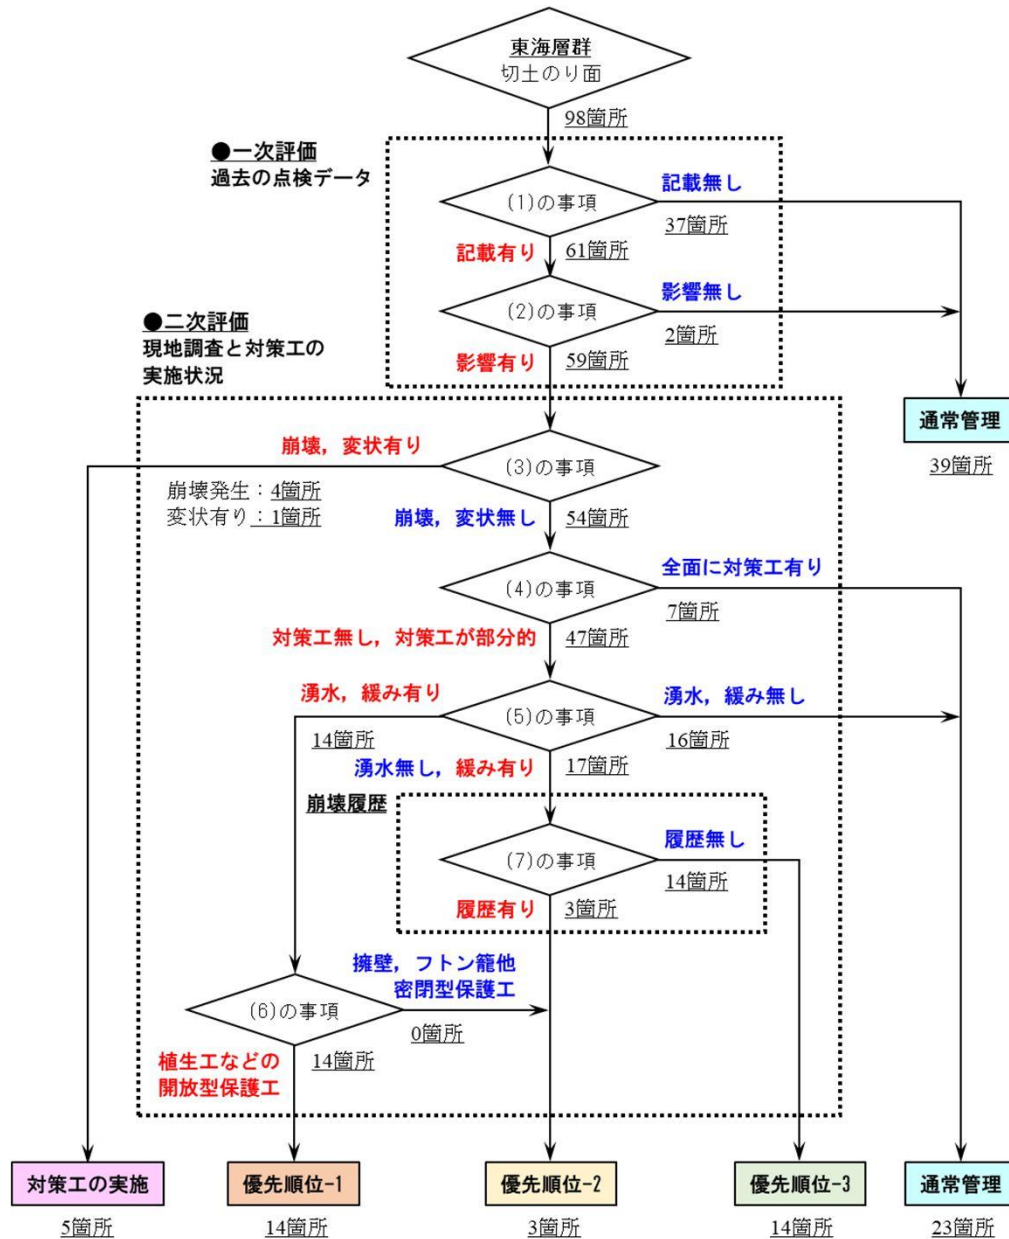 東海層群
切土のり面
98箇所
●一次評価
過去の点検データ
(1)の事項
記載無し
37箇所
記載有り
61箇所
(2)の事項
影響無し
2箇所
影響有り
59箇所
通常管理
39箇所
●二次評価
現地調査と対策工の
実施状況
(3)の事項
崩壊，変状有り
崩壊発生：4箇所
変状有り：1箇所
崩壊，変状無し
54箇所
(4)の事項
全面に対策工有り
7箇所
対策工無し，対策工が部分的
47箇所
(5)の事項
湧水，緩み有り
14箇所
湧水，緩み無し
16箇所
湧水無し，緩み有り
17箇所
崩壊履歴
(7)の事項
履歴無し
14箇所
履歴有り
3箇所
(6)の事項
擁壁，フトン籠他
密閉型保護工
0箇所
植生工などの
開放型保護工
14箇所
対策工の実施
5箇所
優先順位-1
14箇所
優先順位-2
3箇所
優先順位-3
14箇所
通常管理
23箇所